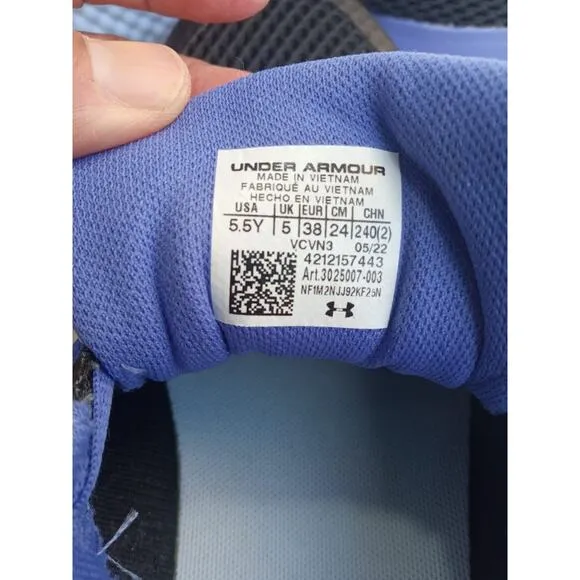 UNDER ARMOUR
MADE IN VIETNAM
FABRIQUÉ AU VIETNAM
HECHO EN VIETNAM
USA UK EUR CM CHN
5.5Y 5 38 24 240(2)
VCVN3 05/22
4212157443
Art.3025007-003
NF1M2NJJ92KF25N